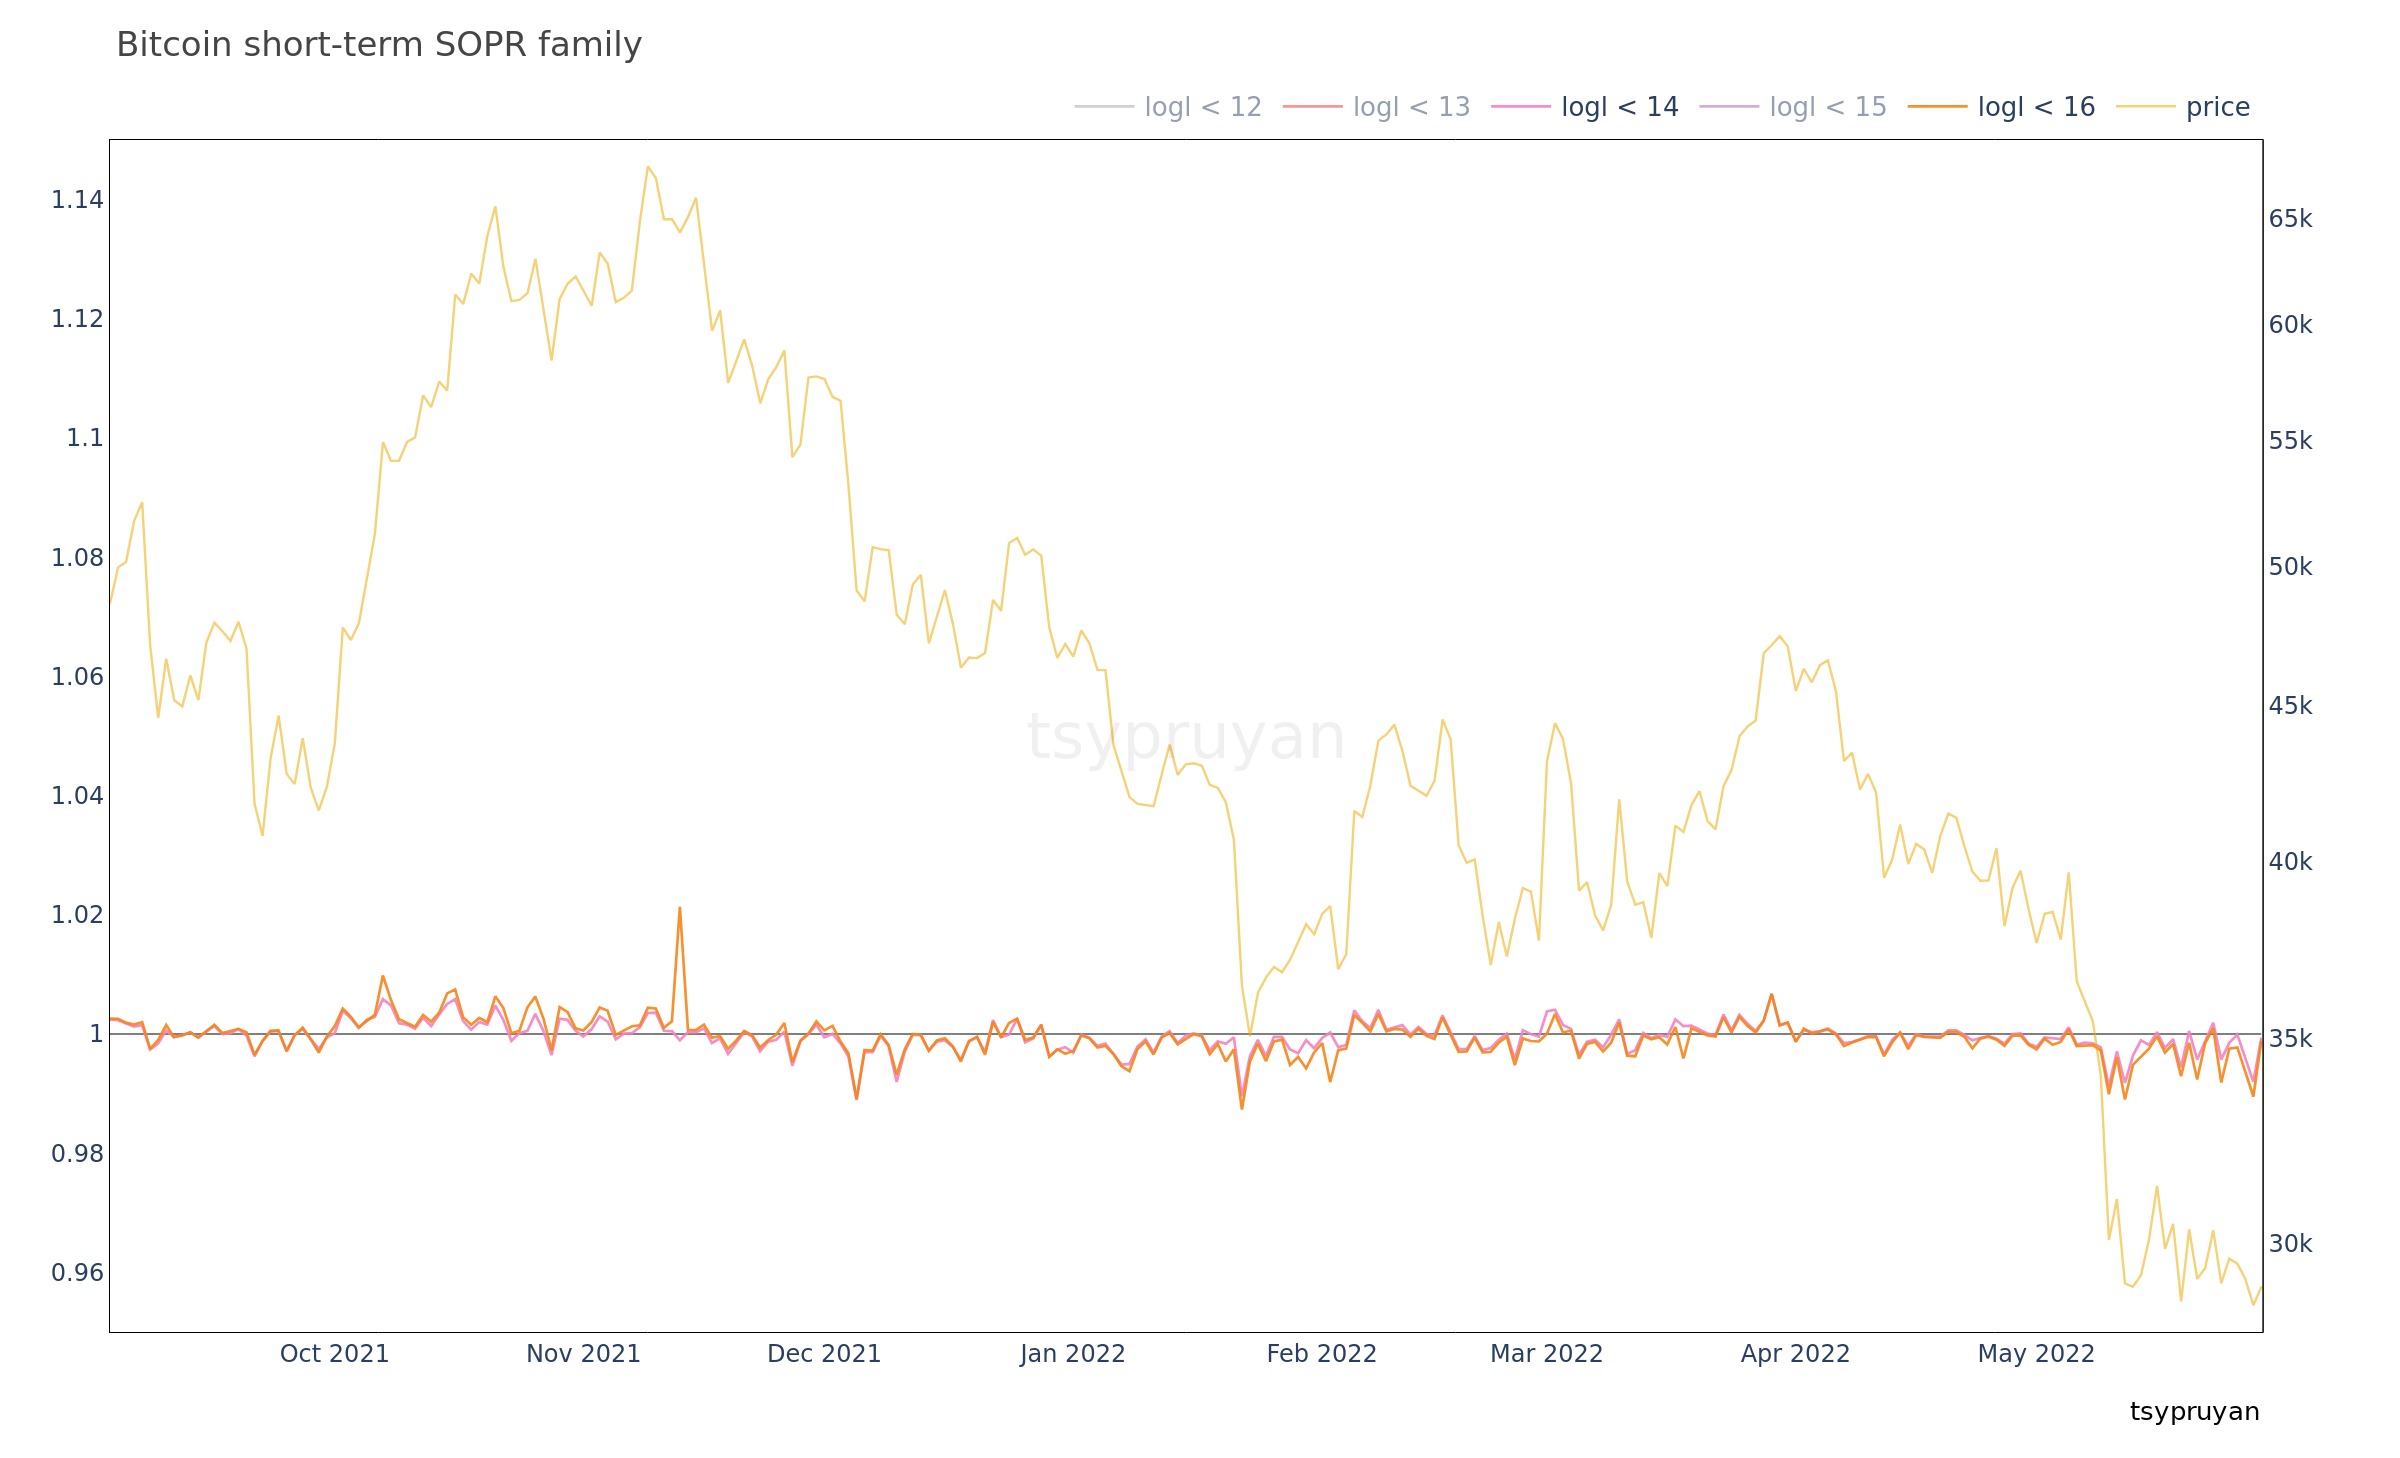 Bitcoin short-term SOPR family
logl < 12 logl < 13 logl < 14 logl < 15 logl < 16 price
1.14
1.12
1.1
1.08
1.06
1.04
1.02
1
0.98
0.96
65k
60k
55k
50k
45k
40k
35k
30k
tsypruyan
Oct 2021 Nov 2021 Dec 2021 Jan 2022 Feb 2022 Mar 2022 Apr 2022 May 2022
tsypruyan